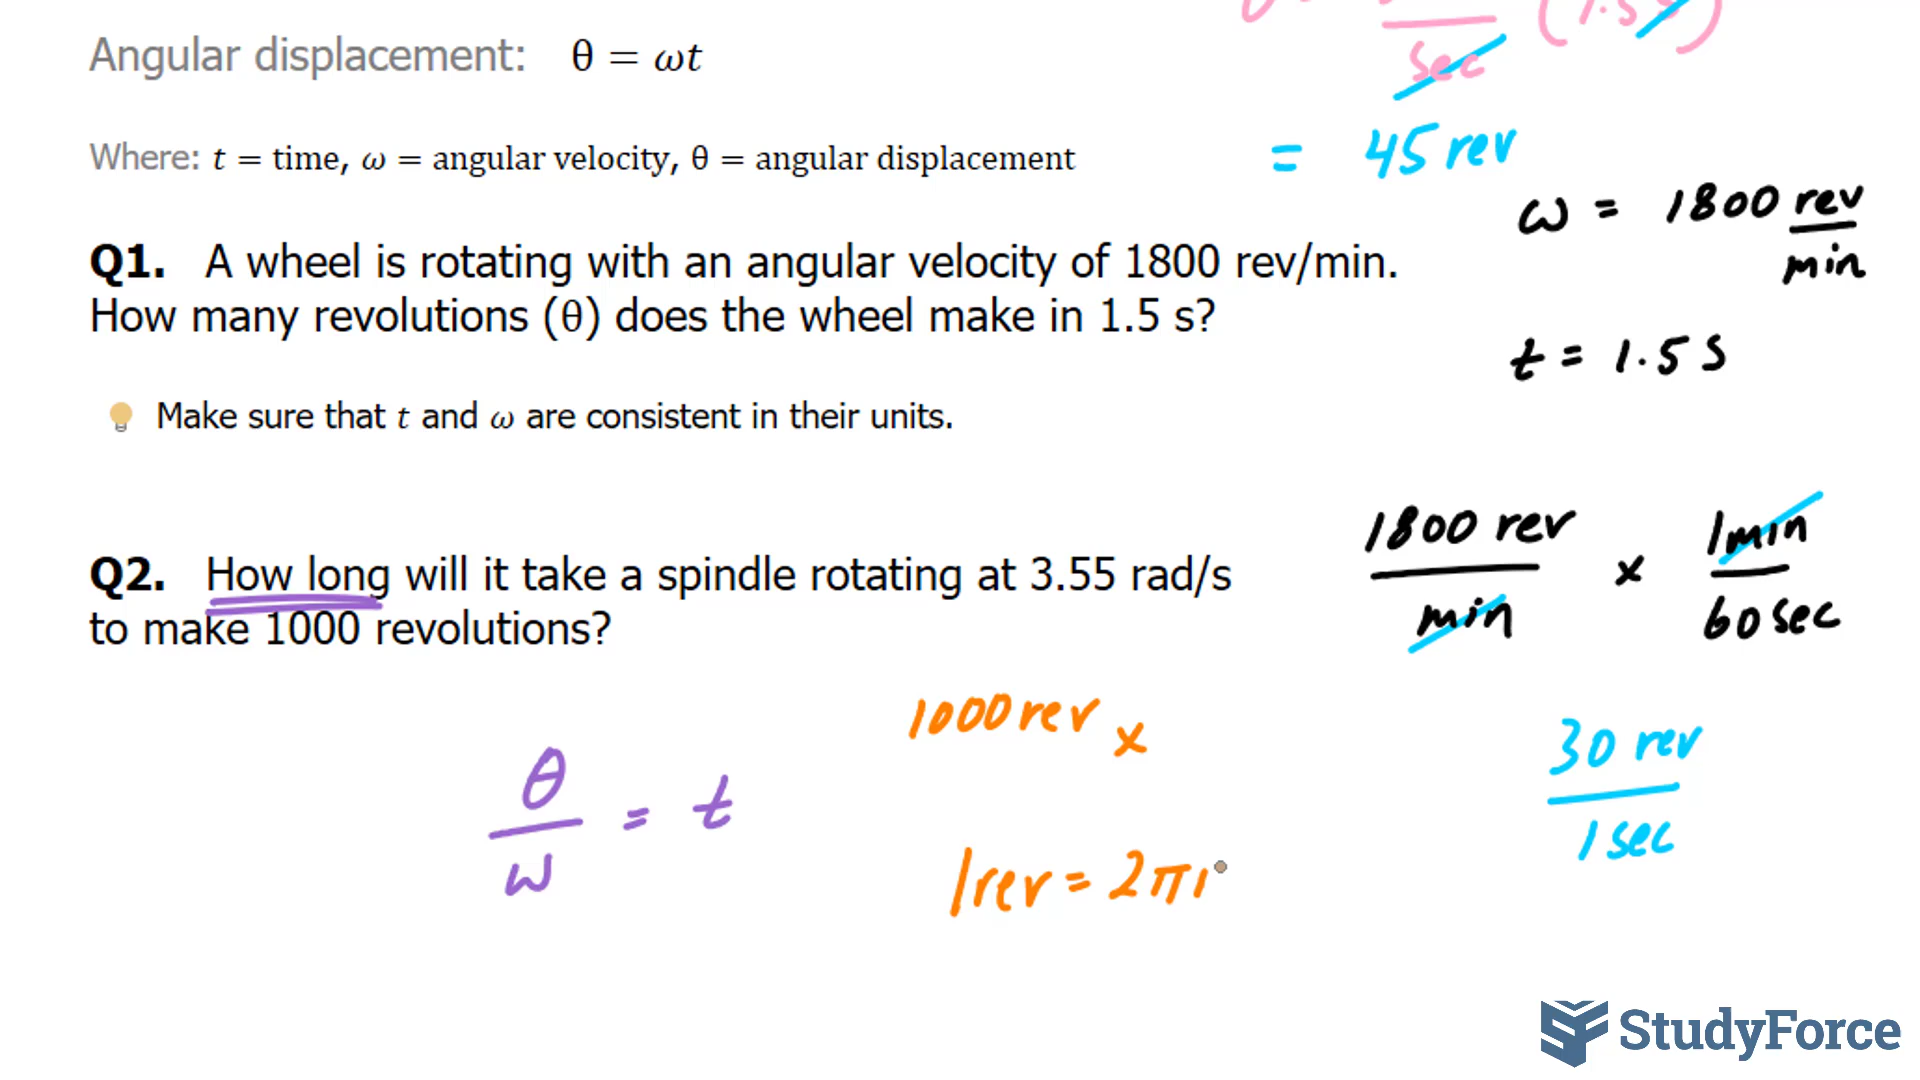 Angular displacement: θ = ωt
sec (1.5 s)
= 45 rev
Where: t = time, ω = angular velocity, θ = angular displacement
ω = 1800 rev
min
Q1. A wheel is rotating with an angular velocity of 1800 rev/min.
How many revolutions (θ) does the wheel make in 1.5 s?
t = 1.5 s
Make sure that t and ω are consistent in their units.
1800 rev × 1 min
min 60 sec
Q2. How long will it take a spindle rotating at 3.55 rad/s
to make 1000 revolutions?
1000 rev ×
30 rev
1 sec
θ
ω = t
1 rev = 2π
StudyForce